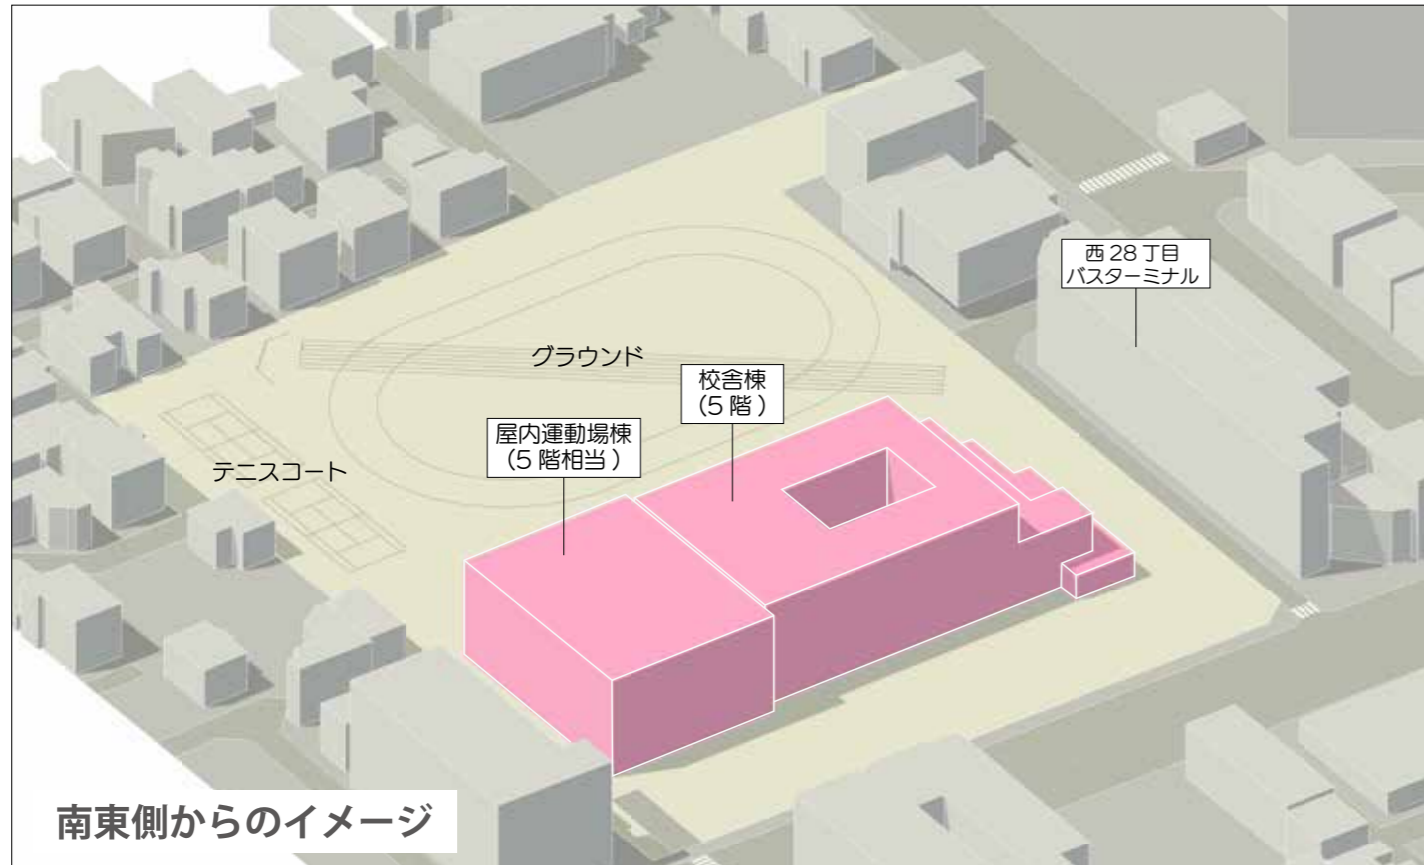 西28丁目
バスターミナル
グラウンド
校舎棟
(5階)
屋内運動場棟
(5階相当)
テニスコート
南東側からのイメージ